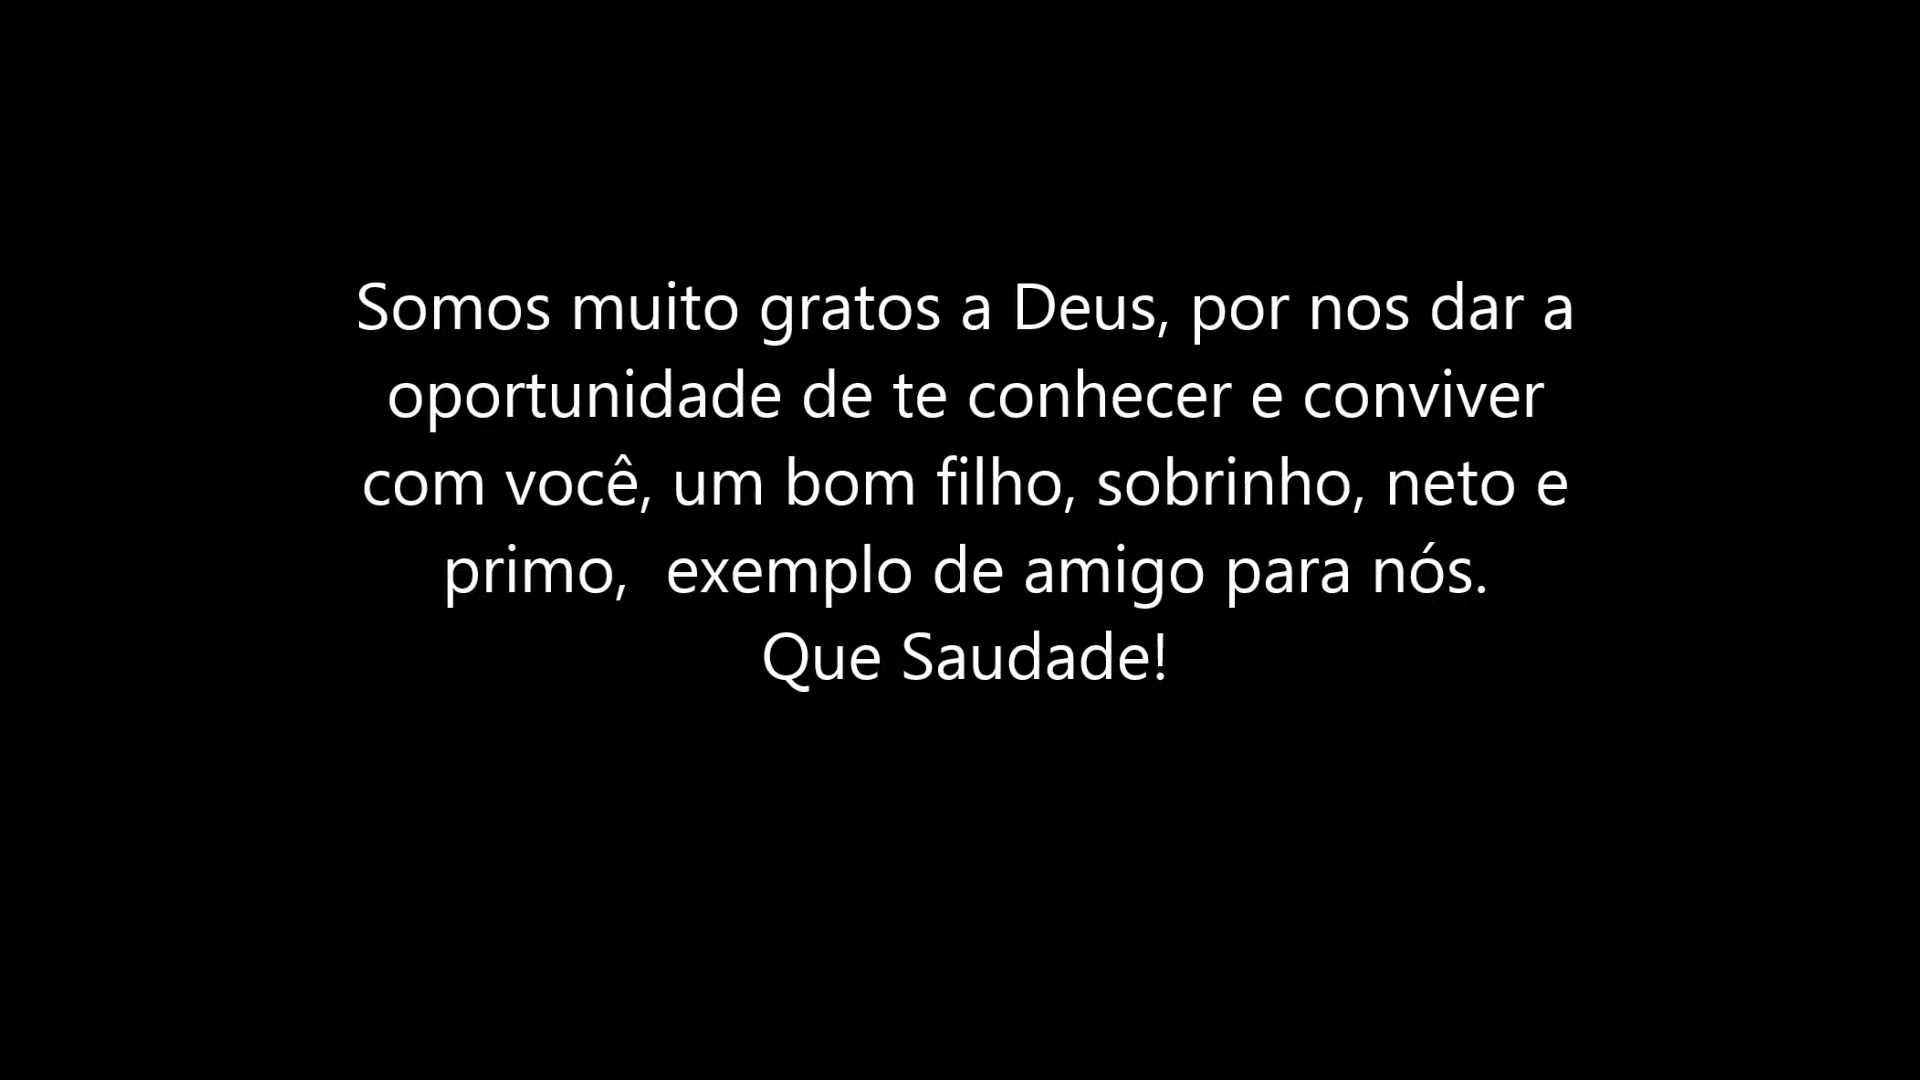 Somos muito gratos a Deus, por nos dar a
oportunidade de te conhecer e conviver
com você, um bom filho, sobrinho, neto e
primo,  exemplo de amigo para nós.
Que Saudade!